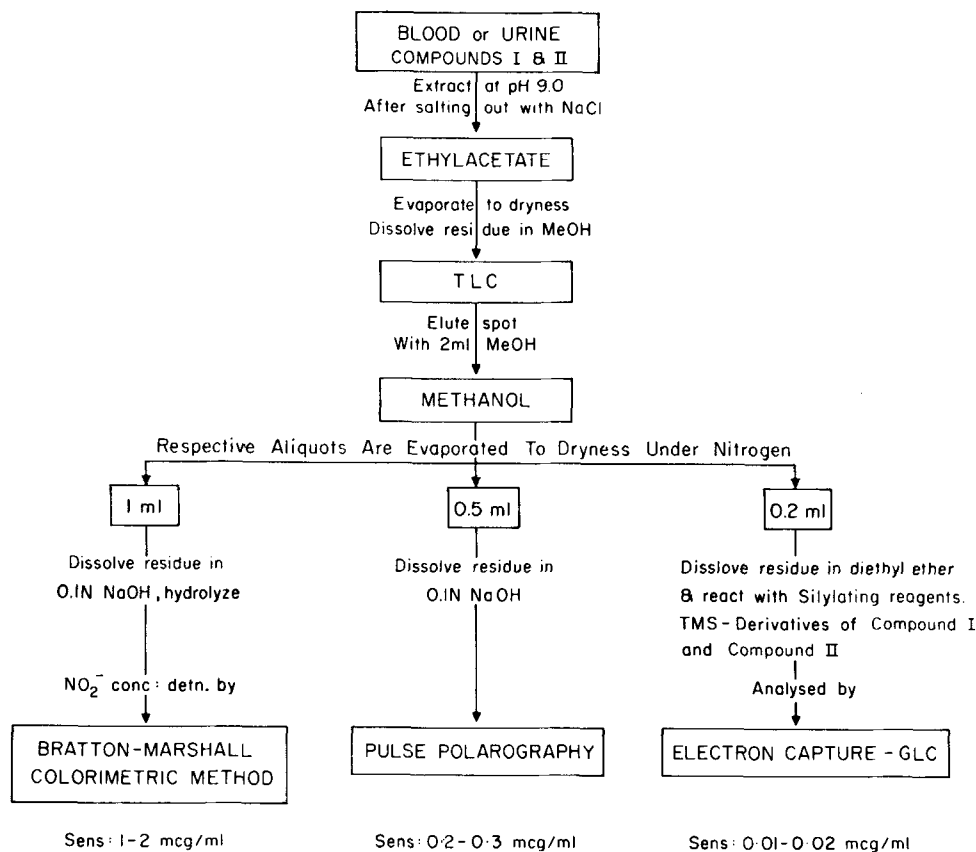 BLOOD or URINE
COMPOUNDS I & II
Extract at pH 9.0
After salting out with NaCl
ETHYLACETATE
Evaporate to dryness
Dissolve residue in MeOH
TLC
Elute spot
With 2ml MeOH
METHANOL
Respective Aliquots Are Evaporated To Dryness Under Nitrogen
1 ml
0.5 ml
0.2 ml
Dissolve residue in
0.1N NaOH, hydrolyze
NO₂⁻ conc: detn. by
BRATTON-MARSHALL
COLORIMETRIC METHOD
Sens: 1-2 mcg/ml
Dissolve residue in
0.1N NaOH
PULSE POLAROGRAPHY
Sens: 0·2-0·3 mcg/ml
Disslove residue in diethyl ether
& react with Silylating reagents.
TMS-Derivatives of Compound I
and Compound II
Analysed by
ELECTRON CAPTURE-GLC
Sens: 0·01-0·02 mcg/ml